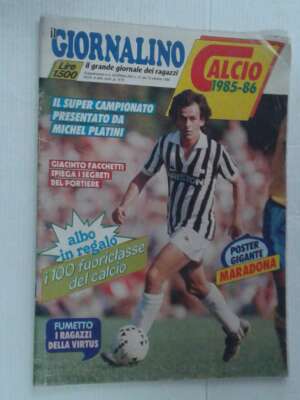 il
GIORNALINO
Lire
1500
il grande giornale dei ragazzi
CALCIO
1985-86
IL SUPER CAMPIONATO
PRESENTATO DA
MICHEL PLATINI
GIACINTO FACCHETTI
SPIEGA I SEGRETI
DEL PORTIERE
albo
in regalo
i 100 fuoriclasse
del calcio
POSTER
GIGANTE
MARADONA
FUMETTO
I RAGAZZI
DELLA VIRTUS